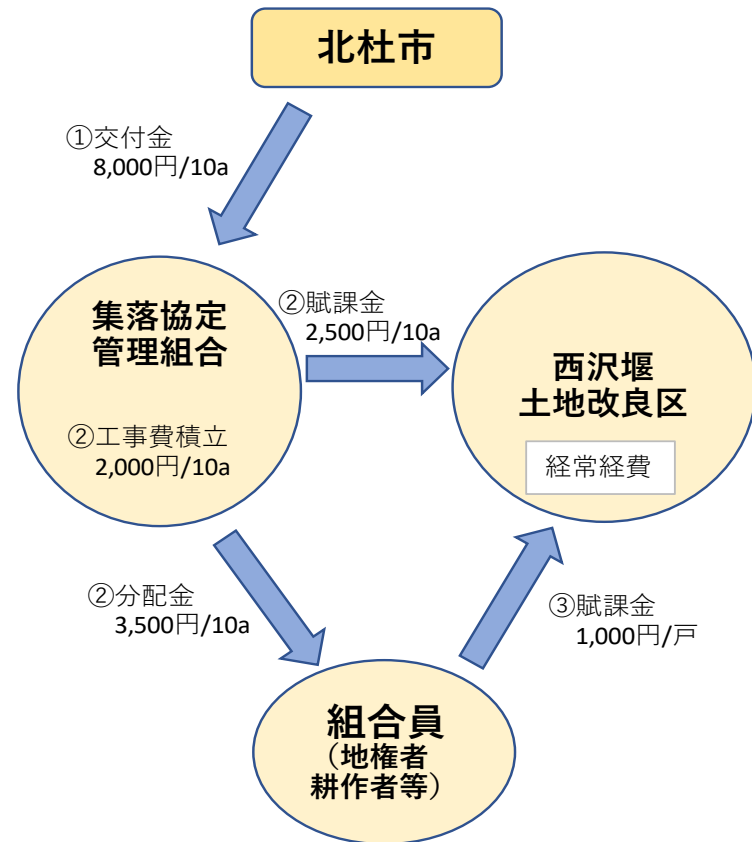 北杜市
①交付金
8,000円/10a
集落協定
管理組合
②工事費積立
2,000円/10a
②賦課金
2,500円/10a
西沢堰
土地改良区
経常経費
②分配金
3,500円/10a
③賦課金
1,000円/戸
組合員
（地権者
耕作者等）